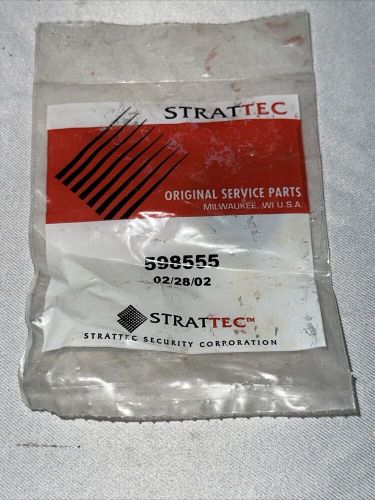 STRATTEC
ORIGINAL SERVICE PARTS
MILWAUKEE, WI U.S.A.
598555
02/28/02
STRATTEC™
STRATTEC SECURITY CORPORATION